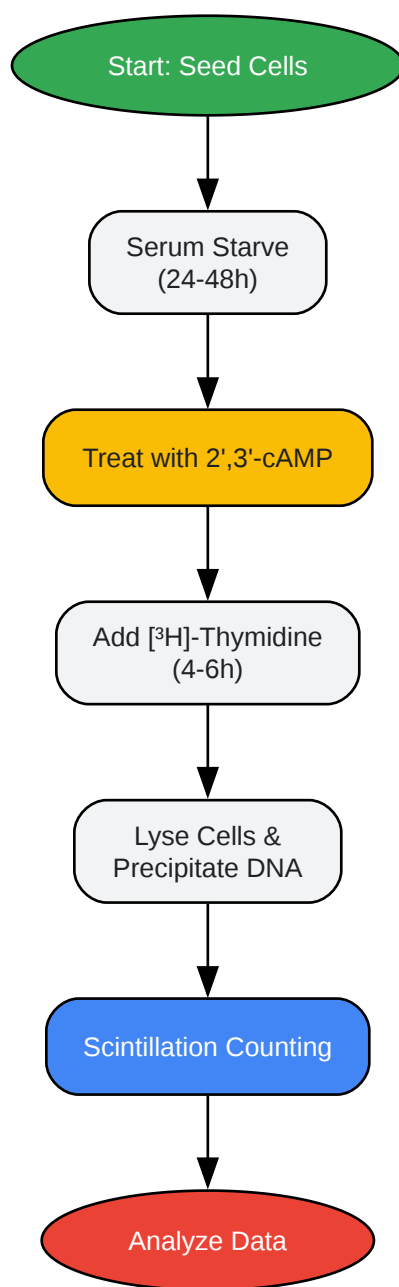 Start: Seed Cells
Serum Starve
(24-48h)
Treat with 2',3'-cAMP
Add [³H]-Thymidine
(4-6h)
Lyse Cells &
Precipitate DNA
Scintillation Counting
Analyze Data